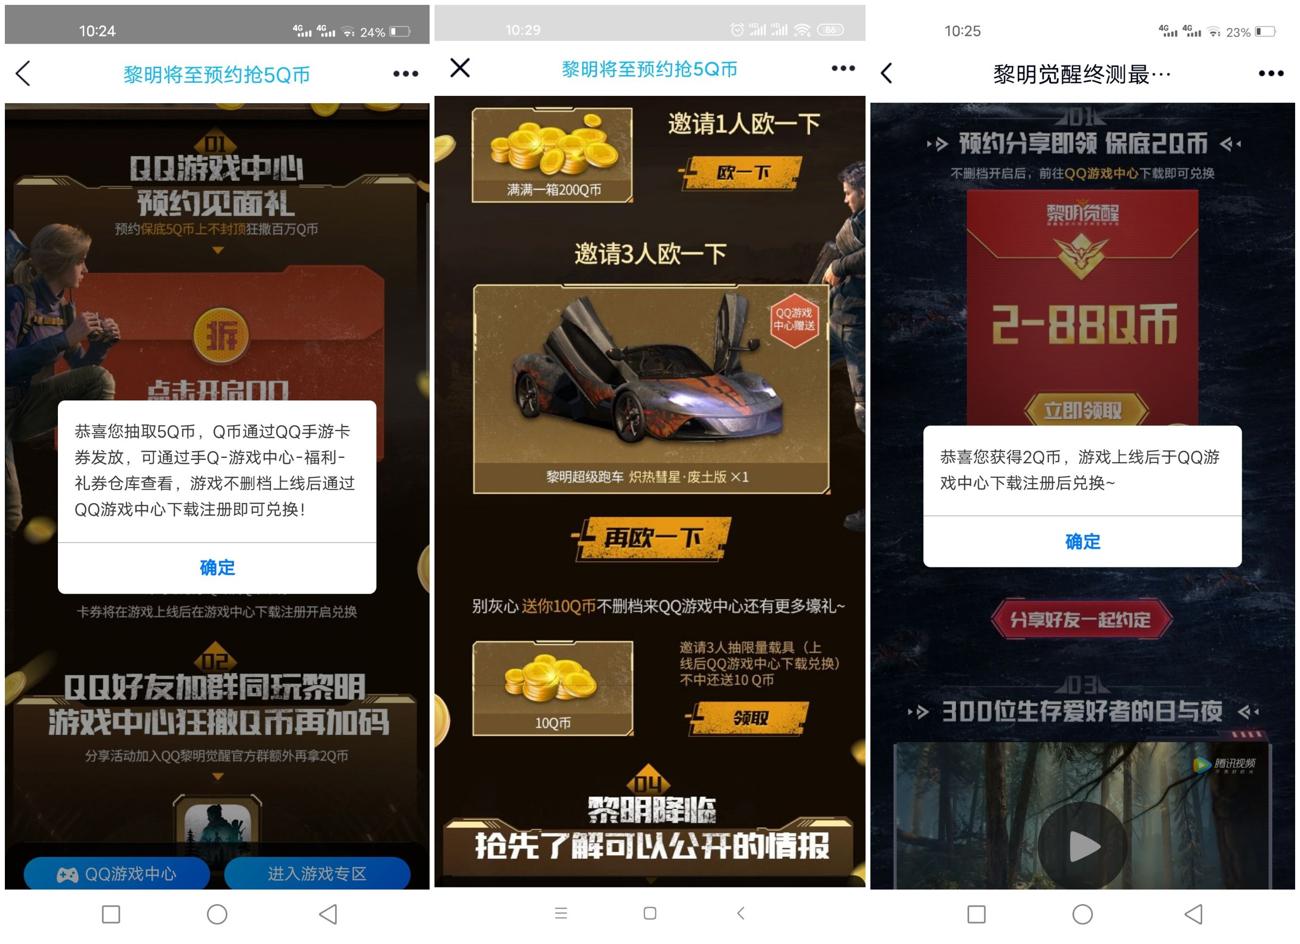 10:24
4G 4G 24%
黎明将至预约抢5Q币
01
QQ游戏中心
预约见面礼
预约保底5Q币上不封顶狂撒百万Q币
拆
点击开启QQ
恭喜您抽取5Q币，Q币通过QQ手游卡
券发放，可通过手Q-游戏中心-福利-
礼券仓库查看，游戏不删档上线后通过
QQ游戏中心下载注册即可兑换！
确定
卡券将在游戏上线后在游戏中心下载注册开启兑换
02
QQ好友加群同玩黎明
游戏中心狂撒Q币再加码
分享活动加入QQ黎明觉醒官方群额外再拿2Q币
QQ游戏中心
进入游戏专区
10:29
86
黎明将至预约抢5Q币
满满一箱200Q币
邀请1人欧一下
欧一下
邀请3人欧一下
QQ游戏
中心赠送
黎明超级跑车 炽热彗星·废土版 ×1
再欧一下
别灰心 送你10Q币不删档来QQ游戏中心还有更多壕礼~
10Q币
邀请3人抽限量载具（上
线后QQ游戏中心下载兑换）
不中还送10 Q币
领取
04
黎明降临
抢先了解可以公开的情报
10:25
4G 4G 23%
黎明觉醒终测最…
01
预约分享即领 保底2Q币
不删档开启后，前往QQ游戏中心下载即可兑换
黎明觉醒
2-88Q币
立即领取
恭喜您获得2Q币，游戏上线后于QQ游
戏中心下载注册后兑换~
确定
分享好友一起约定
03
300位生存爱好者的日与夜
腾讯视频